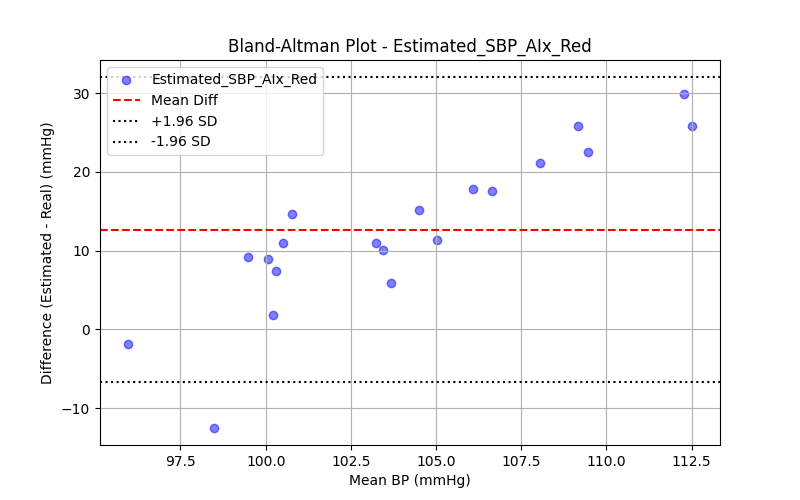 Bland-Altman Plot - Estimated_SBP_AIx_Red
Estimated_SBP_AIx_Red
Mean Diff
+1.96 SD
-1.96 SD
Difference (Estimated - Real) (mmHg)
30
20
10
0
−10
97.5 100.0 102.5 105.0 107.5 110.0 112.5
Mean BP (mmHg)